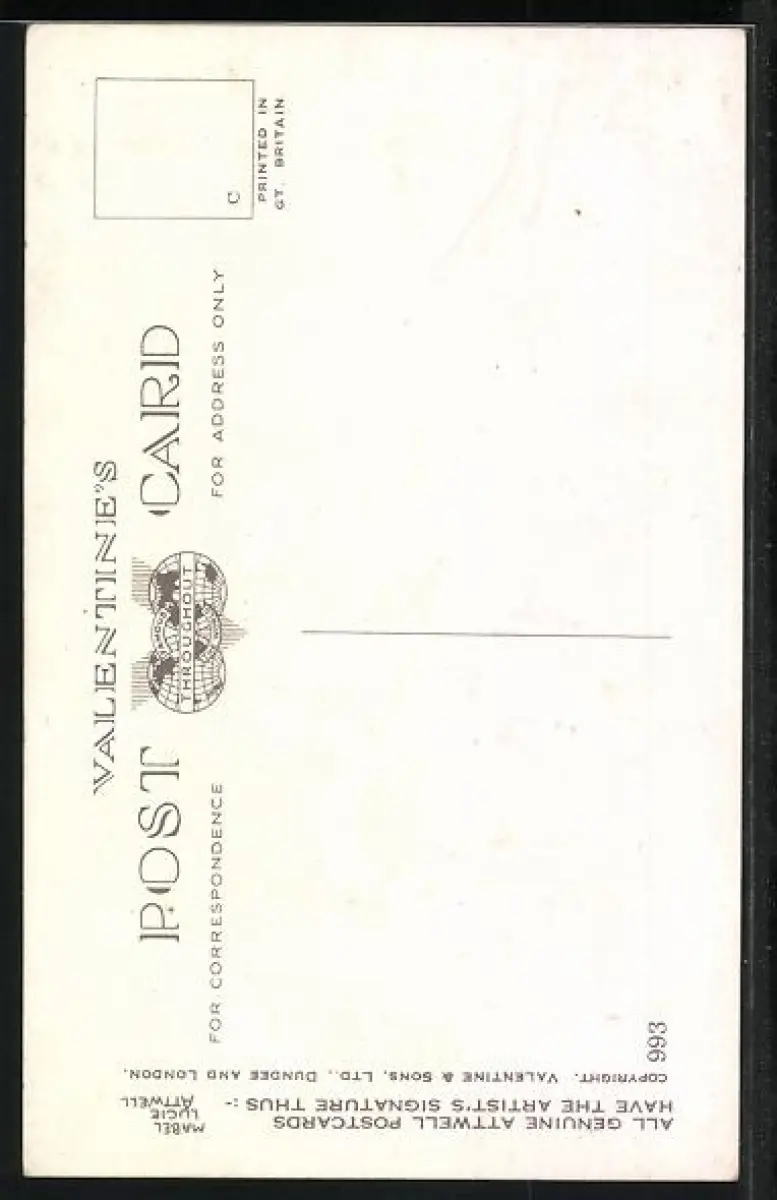 VALENTINE'S
POST CARD
THROUGHOUT
FOR CORRESPONDENCE
FOR ADDRESS ONLY
C
PRINTED IN
GT. BRITAIN
993
ALL GENUINE ATTWELL POSTCARDS
HAVE THE ARTIST'S SIGNATURE THUS :-
MABEL
LUCIE
ATTWELL
COPYRIGHT. VALENTINE & SONS, LTD., DUNDEE AND LONDON.